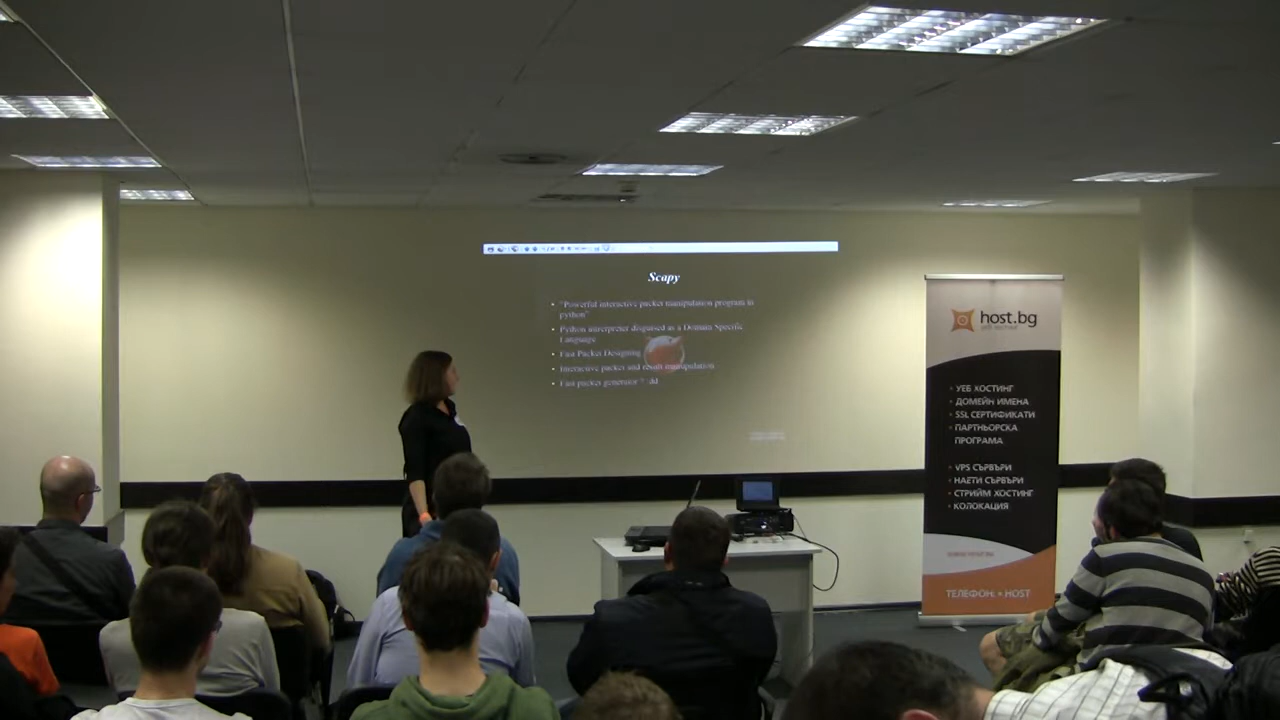 Scapy
• "Powerful interactive packet manipulation program in
python"
• Python interpreter disguised as a Domain Specific
Language
• Fast Packet Designing
• Interactive packet and result manipulation
• Fast packet generator ?
host.bg
• УЕБ ХОСТИНГ
• ДОМЕЙН ИМЕНА
• SSL СЕРТИФИКАТИ
• ПАРТНЬОРСКА
ПРОГРАМА
• VPS СЪРВЪРИ
• НАЕТИ СЪРВЪРИ
• СТРИЙМ ХОСТИНГ
• КОЛОКАЦИЯ
ТЕЛЕФОН: • HOST